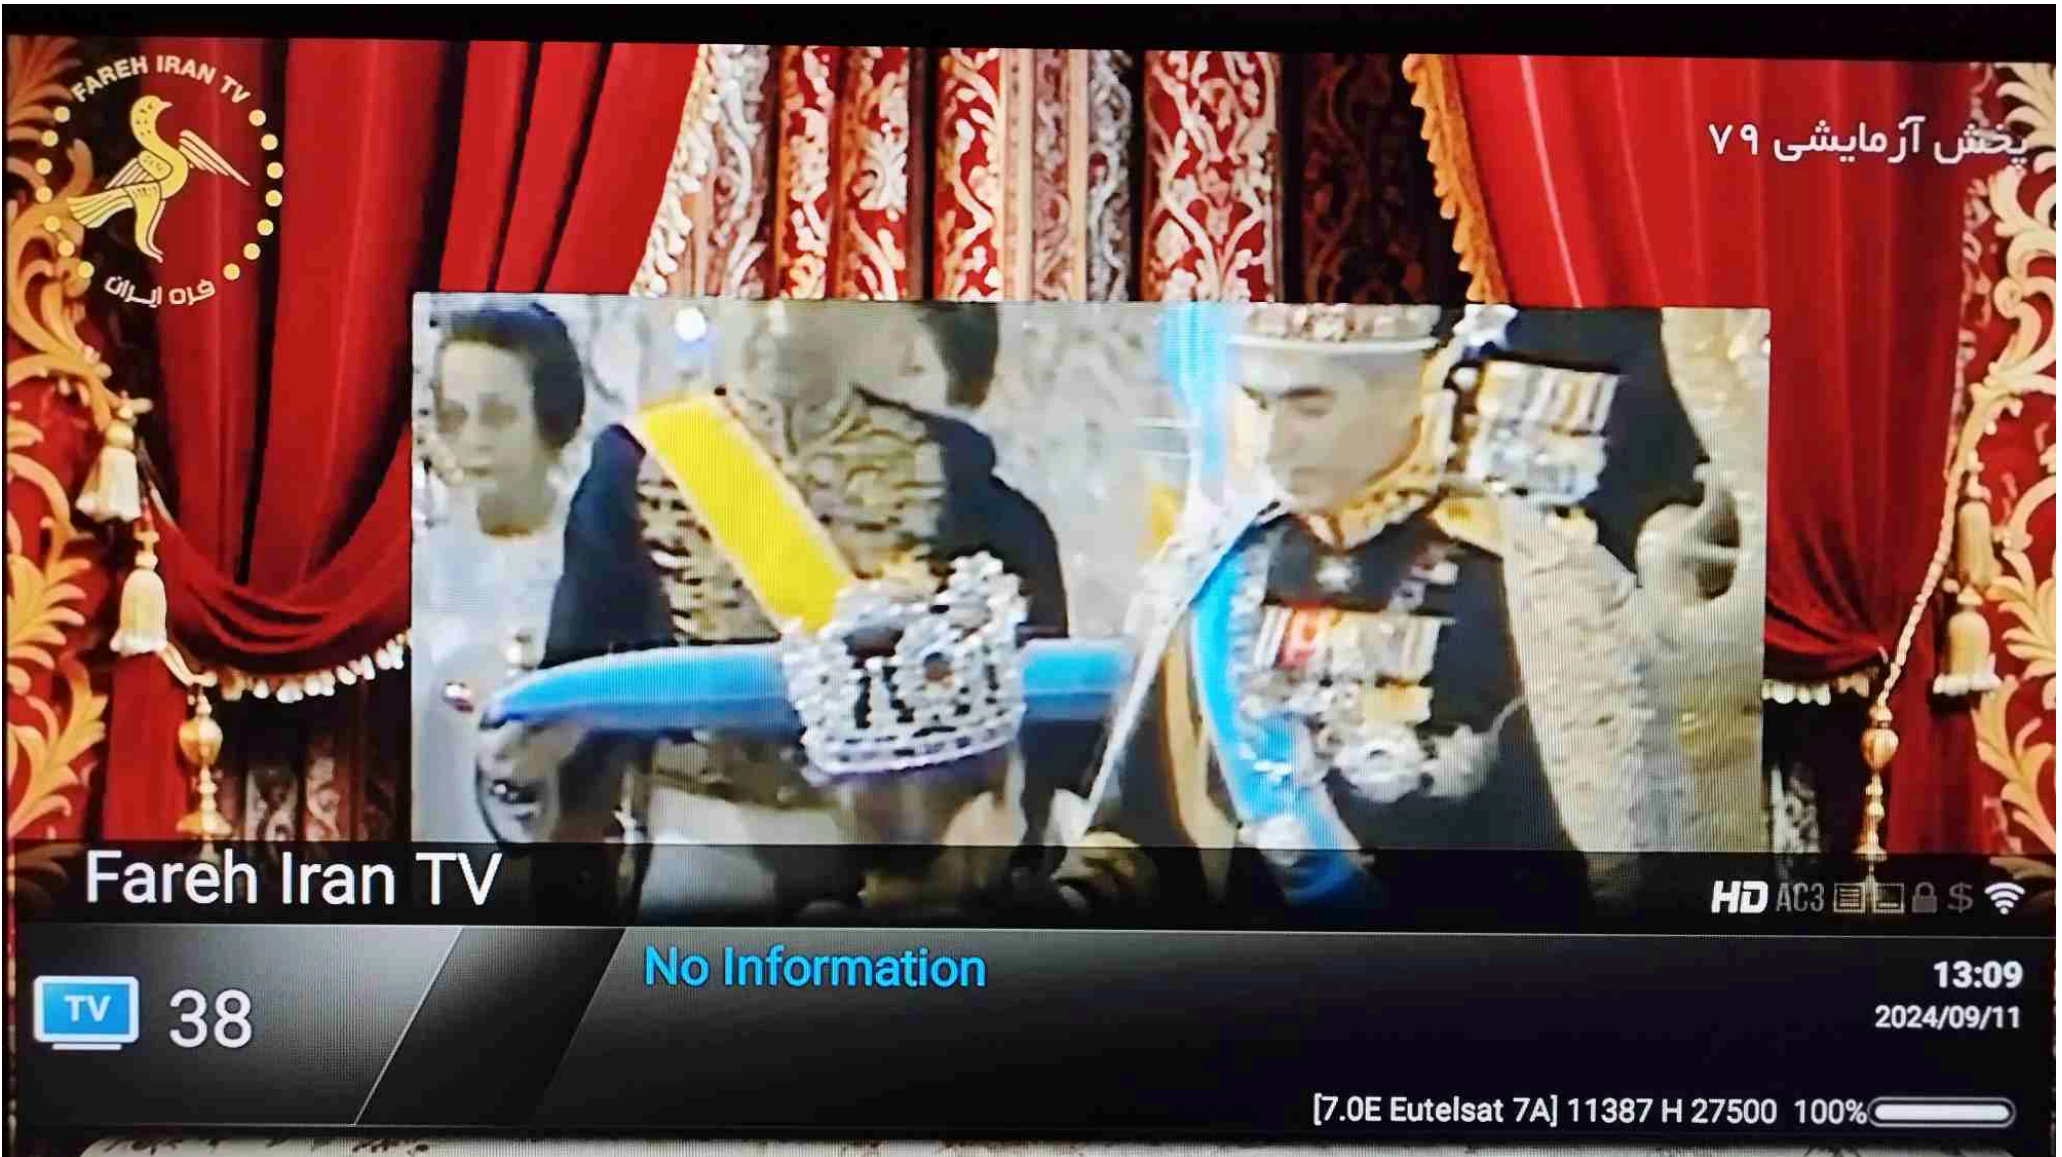 FAREH IRAN TV
فره ایران
پخش آزمایشی ۷۹
Fareh Iran TV
HD AC3 $
No Information
TV 38
13:09
2024/09/11
[7.0E Eutelsat 7A] 11387 H 27500 100%